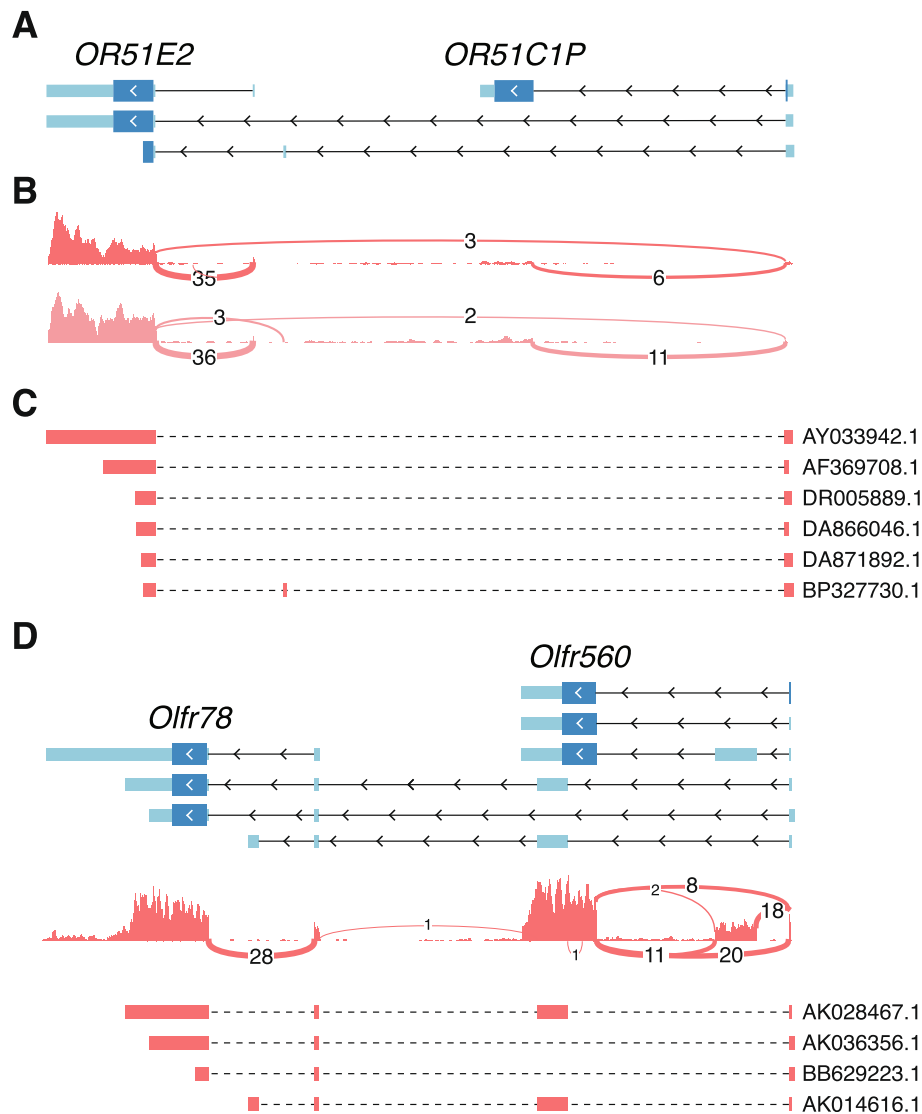 A
OR51E2 OR51C1P
B
3
35 6
3 2
36 11
C
AY033942.1
AF369708.1
DR005889.1
DA866046.1
DA871892.1
BP327730.1
D
Olfr560
Olfr78
2 8
18
1
28 1 11 20
AK028467.1
AK036356.1
BB629223.1
AK014616.1